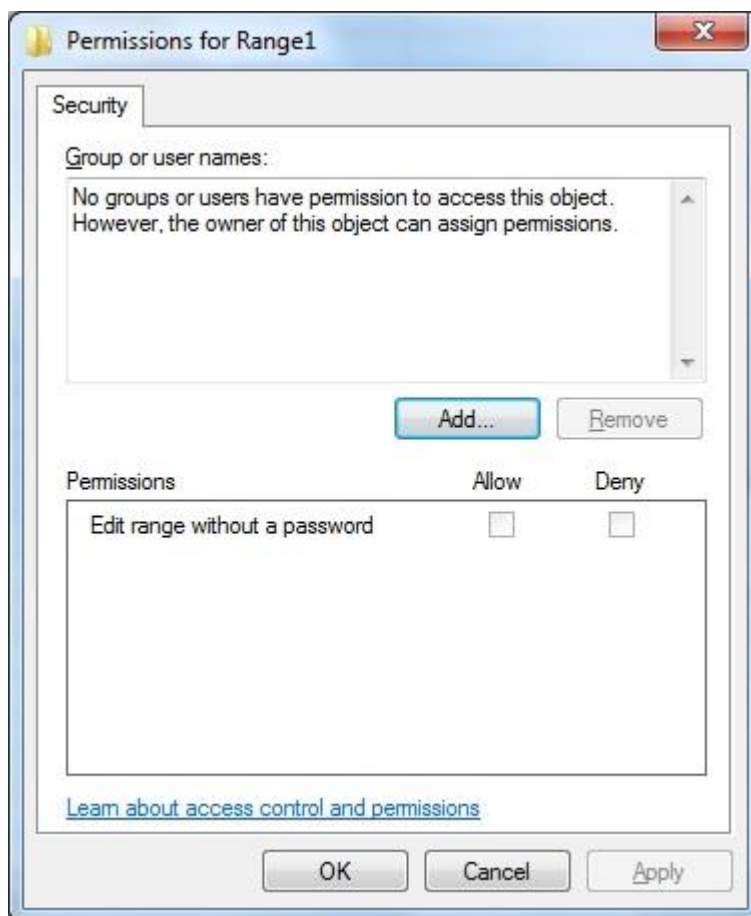 Permissions for Range1
Security
Group or user names:
No groups or users have permission to access this object.
However, the owner of this object can assign permissions.
Add...
Remove
Permissions
Allow
Deny
Edit range without a password
Learn about access control and permissions
OK
Cancel
Apply